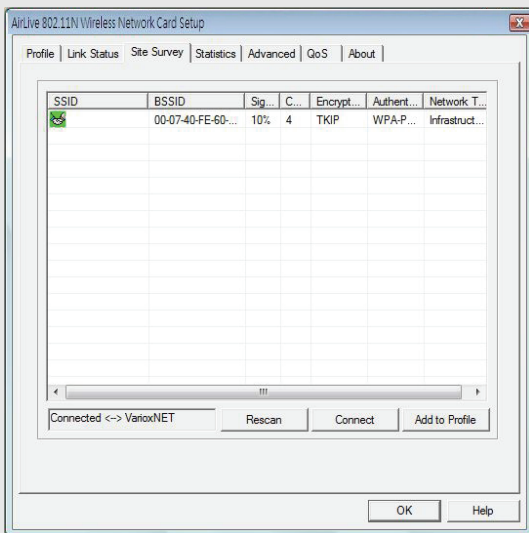 AirLive 802.11N Wireless Network Card Setup
Profile Link Status Site Survey Statistics Advanced QoS About
SSID BSSID Sig... C... Encrypt... Authent... Network T...
00-07-40-FE-60-... 10% 4 TKIP WPA-P... Infrastruct...
Connected <--> VarioxNET Rescan Connect Add to Profile
OK Help